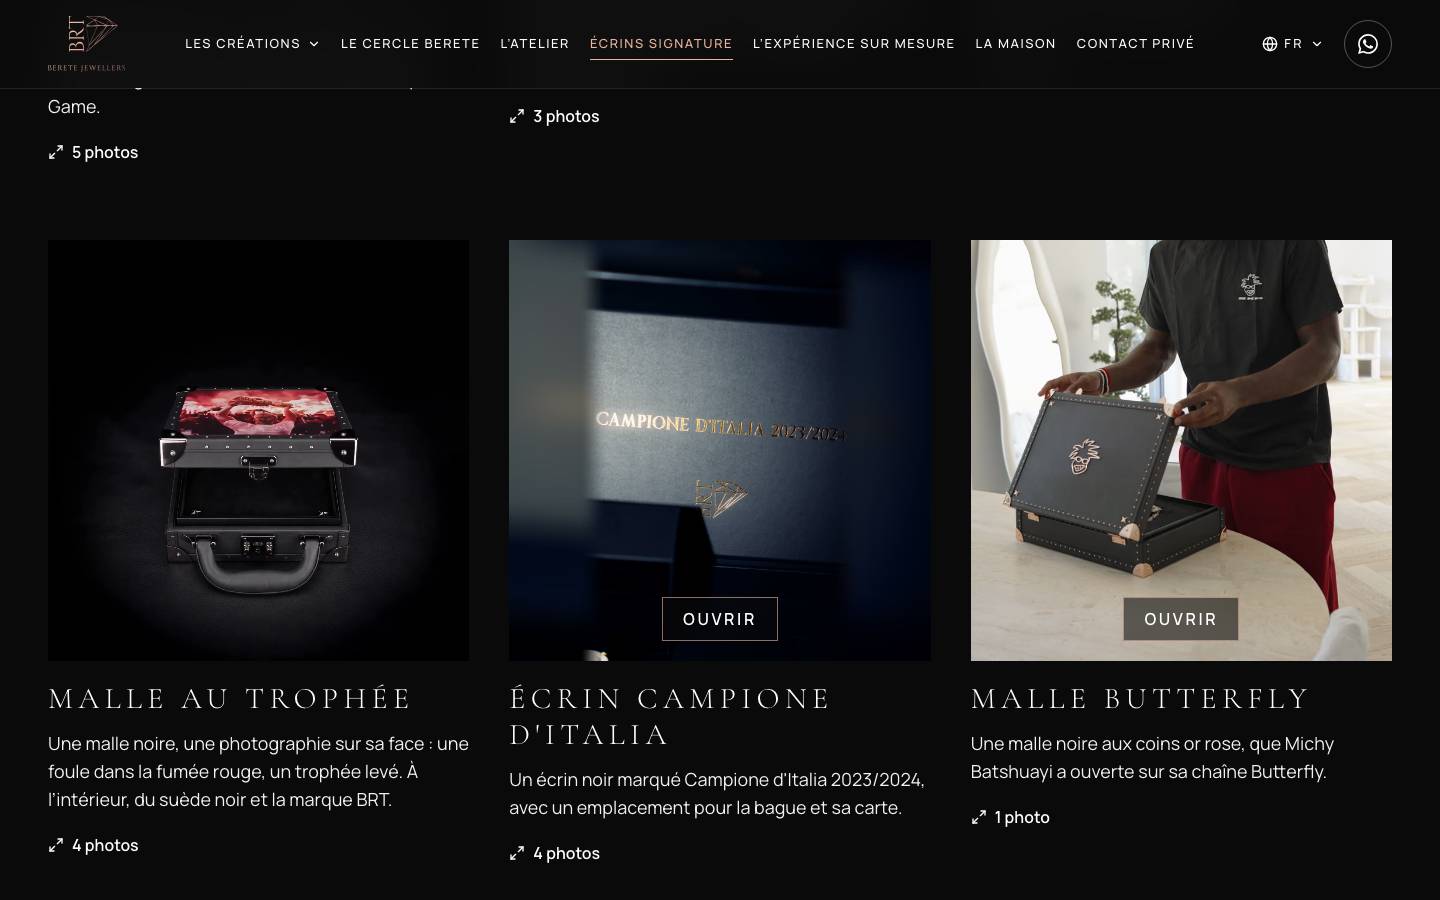 BRT
BERETE JEWELLERS
LES CRÉATIONS
LE CERCLE BERETE
L'ATELIER
ÉCRINS SIGNATURE
L'EXPÉRIENCE SUR MESURE
LA MAISON
CONTACT PRIVÉ
FR
Game.
5 photos
3 photos
CAMPIONE D'ITALIA 2023/2024
BRT
OUVRIR
OUVRIR
MALLE AU TROPHÉE
Une malle noire, une photographie sur sa face : une
foule dans la fumée rouge, un trophée levé. À
l'intérieur, du suède noir et la marque BRT.
4 photos
ÉCRIN CAMPIONE
D'ITALIA
Un écrin noir marqué Campione d'Italia 2023/2024,
avec un emplacement pour la bague et sa carte.
4 photos
MALLE BUTTERFLY
Une malle noire aux coins or rose, que Michy
Batshuayi a ouverte sur sa chaîne Butterfly.
1 photo